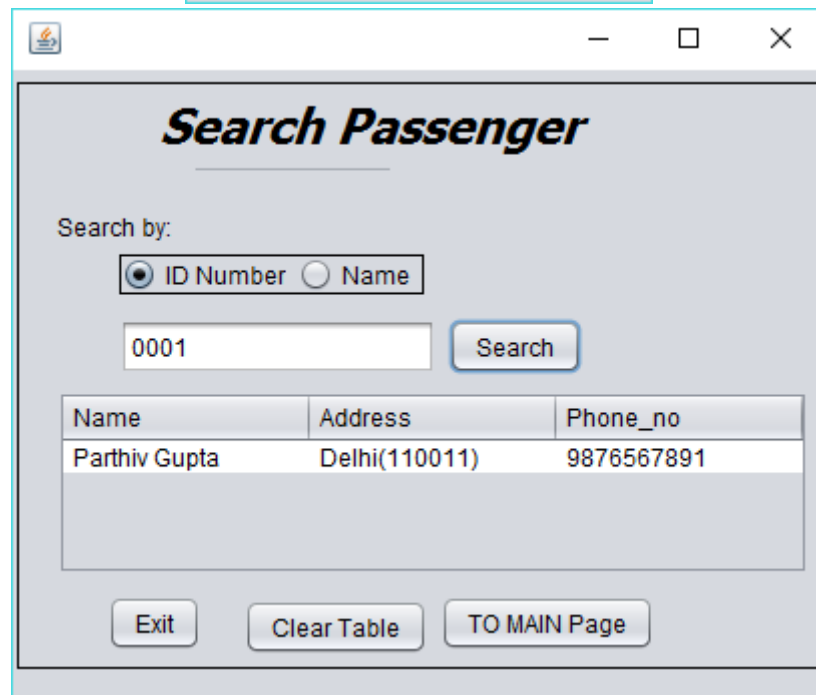 Search Passenger
Search by:
ID Number Name
0001 Search
Name Address Phone_no
Parthiv Gupta Delhi(110011) 9876567891
Exit Clear Table TO MAIN Page